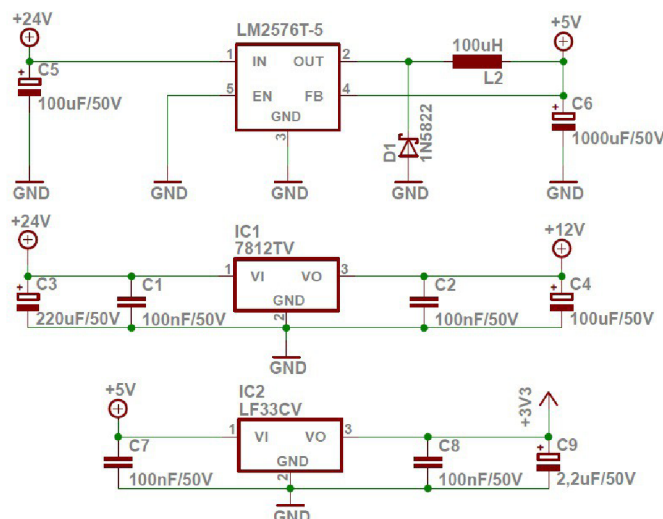 +24V
LM2576T-5
+5V
C5
100uF/50V
1 IN OUT 2
5 EN FB 4
GND
3
100uH
L2
D1
1N5822
C6
1000uF/50V
GND
GND
GND
GND
GND
+24V
IC1
7812TV
+12V
1 VI VO 3
GND
2
C3
220uF/50V
C1
100nF/50V
C2
100nF/50V
C4
100uF/50V
GND
+5V
IC2
LF33CV
+3V3
1 VI VO 3
GND
2
C7
100nF/50V
C8
100nF/50V
C9
2,2uF/50V
GND